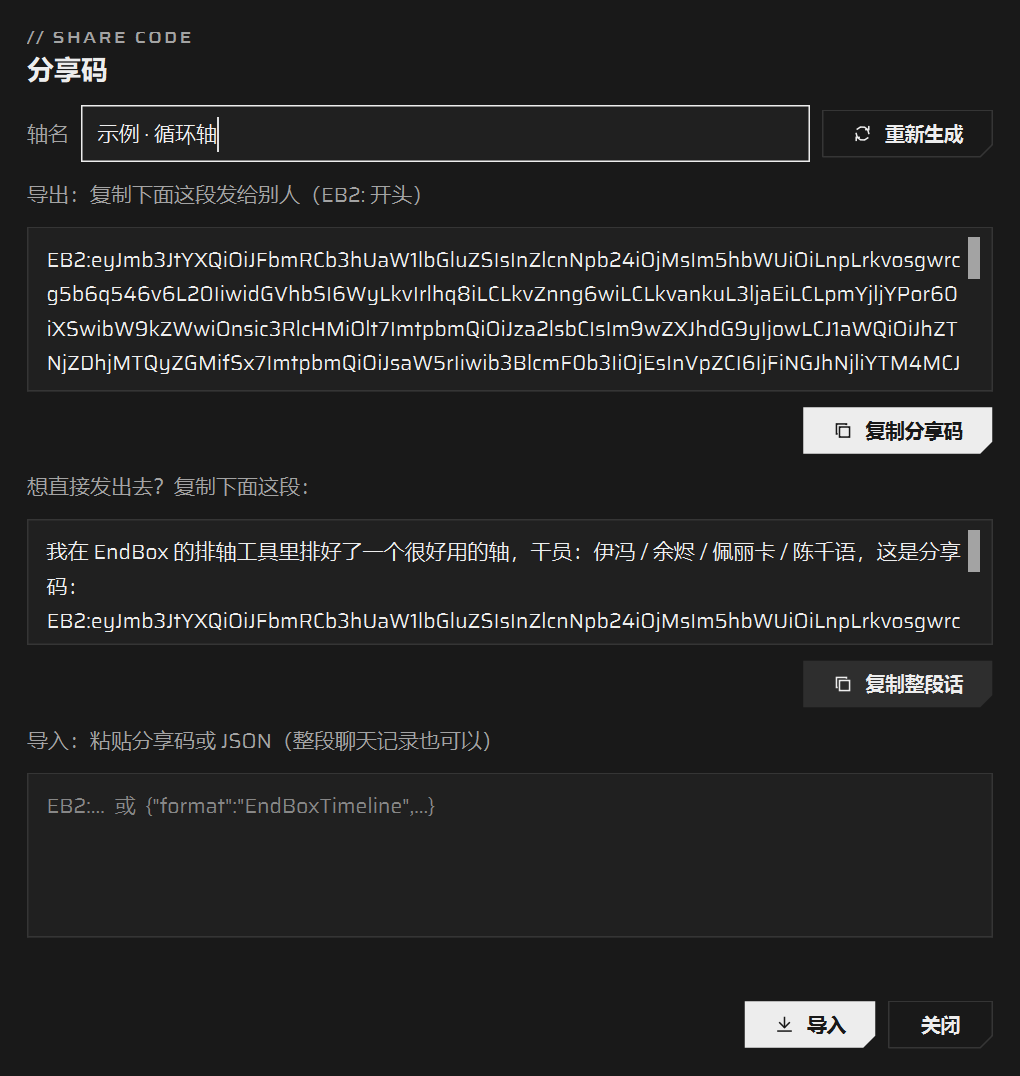 // SHARE CODE
分享码
轴名
示例 · 循环轴
重新生成
导出：复制下面这段发给别人（EB2: 开头）
EB2:eyJmb3JtYXQiOiJFbmRCb3hUaW1lbGluZSIsInZlcnNpb24iOjMsIm5hbWUiOiLnpLrkvosgwrc
g5b6q546v6L20IiwidGVhbSI6WyLkvIrlhq8iLCLkvZnng6wiLCLkvankuL3ljaEiLCLpmYjljYPor60
iXSwibW9kZWwiOnsic3RlcHMiOlt7ImtpbmQiOiJza2lsbCIsIm9wZXJhdG9yIjowLCJ1aWQiOiJhZT
NjZDhjMTQyZGMifSx7ImtpbmQiOiJsaW5rIiwib3BlcmF0b3IiOjEsInVpZCI6IjFiNGJhNjliYTM4MCJ
复制分享码
想直接发出去？复制下面这段：
我在 EndBox 的排轴工具里排好了一个很好用的轴，干员：伊冯 / 余烬 / 佩丽卡 / 陈千语，这是分享
码：
EB2:eyJmb3JtYXQiOiJFbmRCb3hUaW1lbGluZSIsInZlcnNpb24iOjMsIm5hbWUiOiLnpLrkvosgwrc
复制整段话
导入：粘贴分享码或 JSON（整段聊天记录也可以）
EB2:... 或 {"format":"EndBoxTimeline",...}
导入
关闭